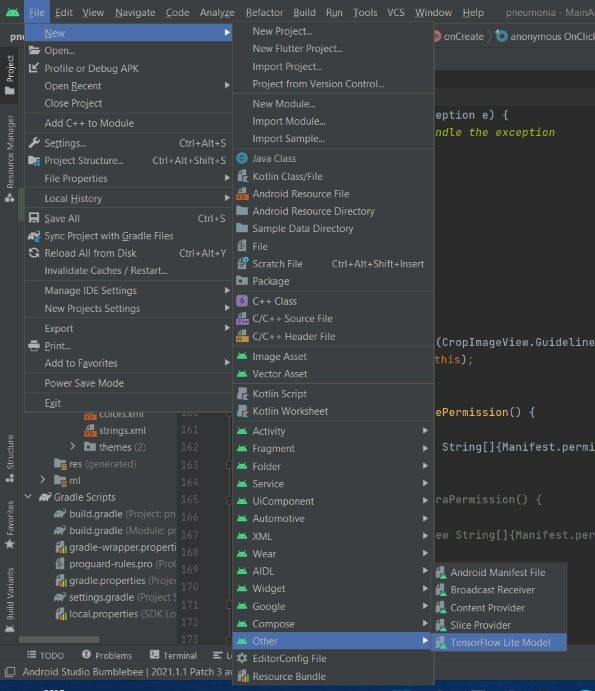 File Edit View Navigate Code Analyze Refactor Build Run Tools VCS Window Help pneumonia - MainA
New
Open...
Profile or Debug APK
Open Recent
Close Project
Add C++ to Module
Settings... Ctrl+Alt+S
Project Structure... Ctrl+Alt+Shift+S
File Properties
Local History
Save All Ctrl+S
Sync Project with Gradle Files
Reload All from Disk Ctrl+Alt+Y
Invalidate Caches / Restart...
Manage IDE Settings
New Projects Settings
Export
Print...
Add to Favorites
Power Save Mode
Exit
New Project...
New Flutter Project...
Import Project...
Project from Version Control...
New Module...
Import Module...
Import Sample...
Java Class
Kotlin Class/File
Android Resource File
Android Resource Directory
Sample Data Directory
File
Scratch File Ctrl+Alt+Shift+Insert
Package
C++ Class
C/C++ Source File
C/C++ Header File
Image Asset
Vector Asset
Kotlin Script
Kotlin Worksheet
Activity
Fragment
Folder
Service
UiComponent
Automotive
XML
Wear
AIDL
Widget
Google
Compose
Other
EditorConfig File
Resource Bundle
Android Manifest File
Broadcast Receiver
Content Provider
Slice Provider
TensorFlow Lite Model
pne
onCreate anonymous OnClick
eption e) {
ndle the exception
(CropImageView.Guideline
this);
ePermission() {
String[]{Manifest.permi
raPermission() {
ew String[]{Manifest.per
Project
Resource Manager
Structure
Favorites
Build Variants
colors.xml
strings.xml
themes (2)
res (generated)
ml
Gradle Scripts
build.gradle (Project: pn
build.gradle (Module: pn
gradle-wrapper.properti
proguard-rules.pro (ProG
gradle.properties (Projec
settings.gradle (Project S
local.properties (SDK Lo
160
161
162
163
164
165
166
167
168
169
170
171
172
173
TODO Problems Terminal
Android Studio Bumblebee | 2021.1.1 Patch 3 av